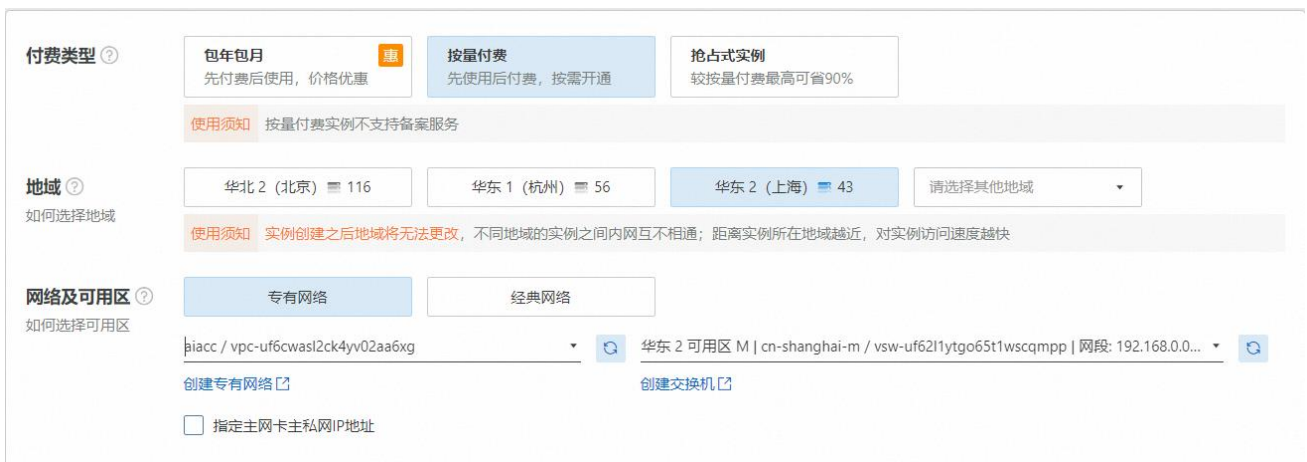 付费类型
包年包月 惠
先付费后使用，价格优惠
按量付费
先使用后付费，按需开通
抢占式实例
较按量付费最高可省90%
使用须知 按量付费实例不支持备案服务
地域
如何选择地域
华北 2（北京） 116
华东 1（杭州） 56
华东 2（上海） 43
请选择其他地域
使用须知 实例创建之后地域将无法更改，不同地域的实例之间内网互不相通；距离实例所在地域越近，对实例访问速度越快
网络及可用区
如何选择可用区
专有网络
经典网络
aiacc / vpc-uf6cwasl2ck4yv02aa6xg
华东 2 可用区 M | cn-shanghai-m / vsw-uf62l1ytgo65t1wscqmpp | 网段: 192.168.0.0...
创建专有网络
创建交换机
指定主网卡主私网IP地址